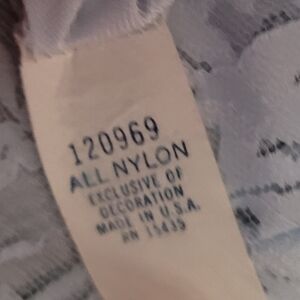 120969
ALL NYLON
EXCLUSIVE OF
DECORATION
MADE IN U.S.A.
RN 15435